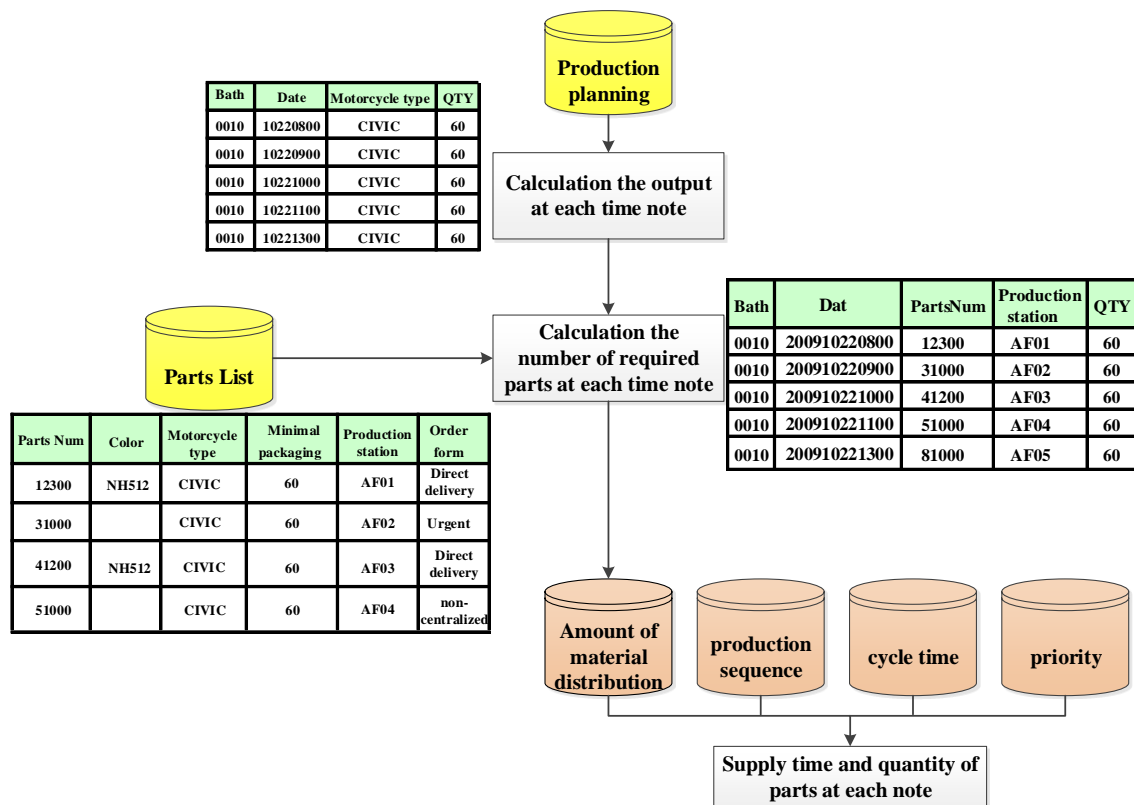 Production
planning
Bath Date Motorcycle type QTY
0010 10220800 CIVIC 60
0010 10220900 CIVIC 60
0010 10221000 CIVIC 60
0010 10221100 CIVIC 60
0010 10221300 CIVIC 60
Calculation the output
at each time note
Parts List
Calculation the
number of required
parts at each time note
Bath Dat PartsNum Production
station QTY
0010 200910220800 12300 AF01 60
0010 200910220900 31000 AF02 60
0010 200910221000 41200 AF03 60
0010 200910221100 51000 AF04 60
0010 200910221300 81000 AF05 60
Parts Num Color Motorcycle Minimal Production Order
type packaging station form
12300 NH512 CIVIC 60 AF01 Direct
delivery
31000 CIVIC 60 AF02 Urgent
41200 NH512 CIVIC 60 AF03 Direct
delivery
51000 CIVIC 60 AF04 non-
centralized
Amount of
material
distribution
production
sequence
cycle time
priority
Supply time and quantity of
parts at each note